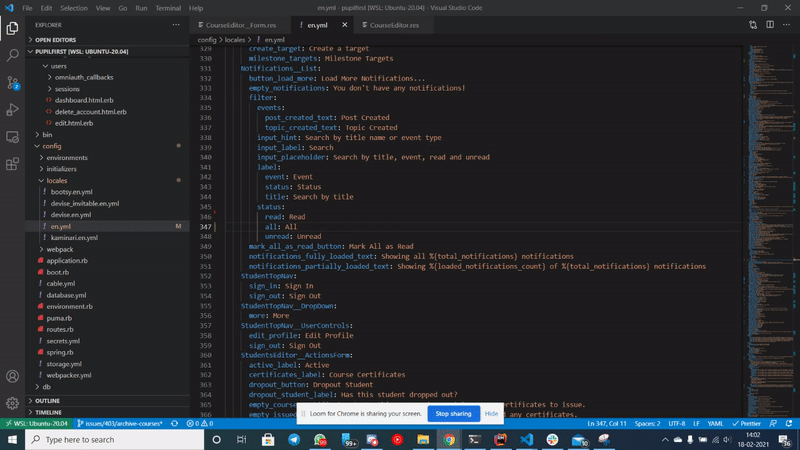 File Edit Selection View Go Run Terminal Help
en.yml - pupilfirst [WSL: Ubuntu-20.04] - Visual Studio Code
EXPLORER
OPEN EDITORS
PUPILFIRST [WSL: UBUNTU-20.04]
users
omniauth_callbacks
sessions
dashboard.html.erb
delete_account.html.erb
edit.html.erb
bin
config
environments
initializers
locales
bootsy.en.yml
devise_invitable.en.yml
devise.en.yml
en.yml M
kaminari.en.yml
webpack
application.rb
boot.rb
cable.yml
database.yml
environment.rb
puma.rb
routes.rb
secrets.yml
spring.rb
storage.yml
webpacker.yml
db
OUTLINE
TIMELINE
CourseEditor__Form.res
en.yml
CourseEditor.res
config > locales > en.yml
329 create_target: Create a Target
330 milestone_targets: Milestone Targets
331 Notifications__List:
332 button_load_more: Load More Notifications...
333 empty_notifications: You don't have any notifications!
334 filter:
335 events:
336 post_created_text: Post Created
337 topic_created_text: Topic Created
338 input_hint: Search by title name or event type
339 input_label: Search
340 input_placeholder: Search by title, event, read and unread
341 label:
342 event: Event
343 status: Status
344 title: Search by title
345 status:
346 read: Read
347 all: All
348 unread: Unread
349 mark_all_as_read_button: Mark All as Read
350 notifications_fully_loaded_text: Showing all %{total_notifications} notifications
351 notifications_partially_loaded_text: Showing %{loaded_notifications_count} of %{total_notifications} notifications
352 StudentTopNav:
353 sign_in: Sign In
354 sign_out: Sign Out
355 StudentTopNav__DropDown:
356 more: More
357 StudentTopNav__UserControls:
358 edit_profile: Edit Profile
359 sign_out: Sign Out
360 StudentsEditor__ActionsForm:
361 active_label: Active
362 certificates_label: Course Certificates
363 dropout_button: Dropout Student
364 dropout_student_label: Has this student dropped out?
365 certificates to issue.
366 any certificates.
Loom for Chrome is sharing your screen.
Stop sharing
Hide
WSL: Ubuntu-20.04
issues/403/archive-courses*
0 0
Ln 347, Col 11
Spaces: 2
UTF-8
LF
YAML
Prettier
Type here to search
99+
14:02
18-02-2021
36